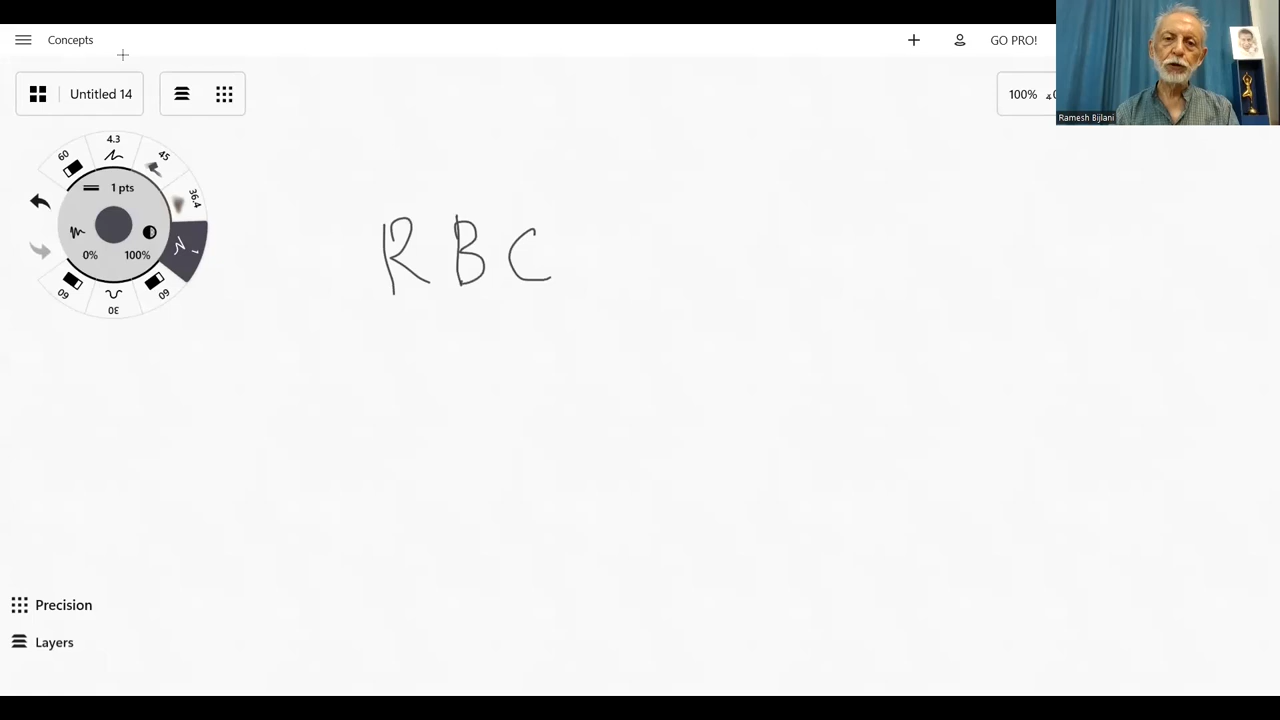 Concepts
GO PRO!
Untitled 14
100%
Ramesh Bijlani
4.3
60
45
1 pts
36.4
0%
100%
1
60
60
30
R B C
Precision
Layers